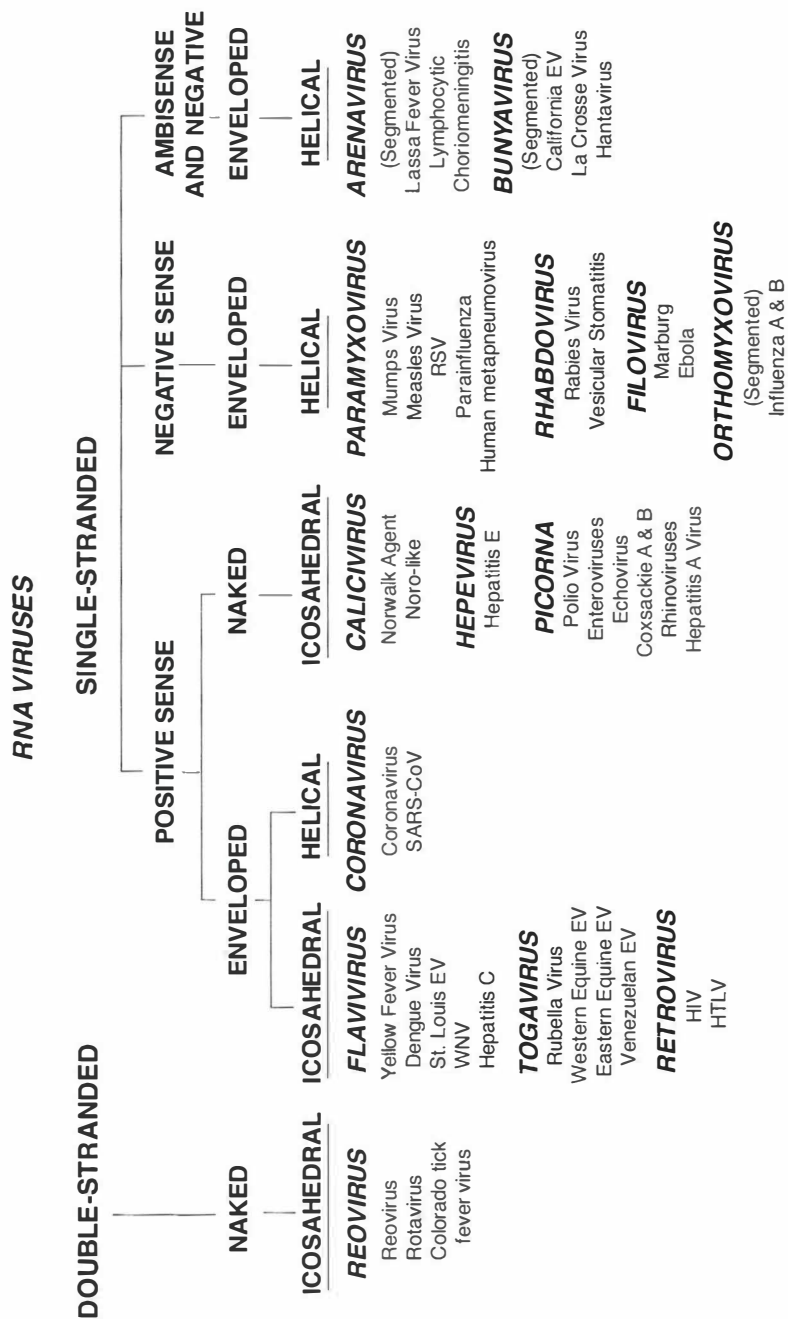 RNA VIRUSES
DOUBLE-STRANDED
NAKED
ICOSAHEDRAL
REOVIRUS
Reovirus
Rotavirus
Colorado tick
fever virus
SINGLE-STRANDED
POSITIVE SENSE
ENVELOPED
ICOSAHEDRAL
FLAVIVIRUS
Yellow Fever Virus
Dengue Virus
St. Louis EV
WNV
Hepatitis C
TOGAVIRUS
Rubella Virus
Western Equine EV
Eastern Equine EV
Venezuelan EV
RETROVIRUS
HIV
HTLV
HELICAL
CORONAVIRUS
Coronavirus
SARS-CoV
NAKED
ICOSAHEDRAL
CALICIVIRUS
Norwalk Agent
Noro-like
HEPEVIRUS
Hepatitis E
PICORNA
Polio Virus
Enteroviruses
Echovirus
Coxsackie A & B
Rhinoviruses
Hepatitis A Virus
NEGATIVE SENSE
ENVELOPED
HELICAL
PARAMYXOVIRUS
Mumps Virus
Measles Virus
RSV
Parainfluenza
Human metapneumovirus
RHABDOVIRUS
Rabies Virus
Vesicular Stomatitis
FILOVIRUS
Marburg
Ebola
ORTHOMYXOVIRUS
(Segmented)
Influenza A & B
AMBISENSE
AND NEGATIVE
ENVELOPED
HELICAL
ARENAVIRUS
(Segmented)
Lassa Fever Virus
Lymphocytic
Choriomeningitis
BUNYAVIRUS
(Segmented)
California EV
La Crosse Virus
Hantavirus